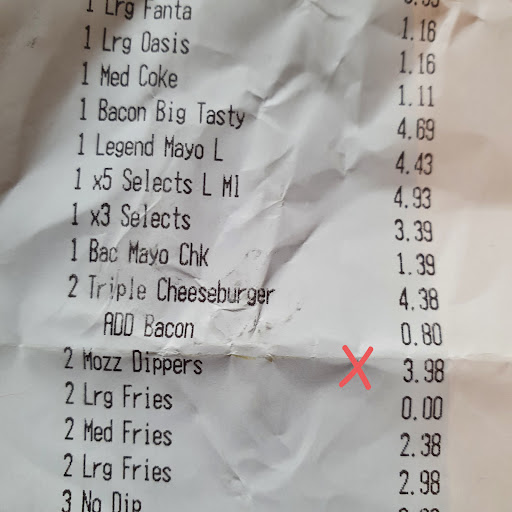 1 Lrg Fanta 1.16
1 Lrg Oasis 1.16
1 Med Coke 1.11
1 Bacon Big Tasty 4.69
1 Legend Mayo L 4.43
1 x5 Selects L Ml 4.93
1 x3 Selects 3.39
1 Bac Mayo Chk 1.39
2 Triple Cheeseburger 4.38
ADD Bacon 0.80
2 Mozz Dippers 3.98
2 Lrg Fries 0.00
2 Med Fries 2.38
2 Lrg Fries 2.98
3 No Dip